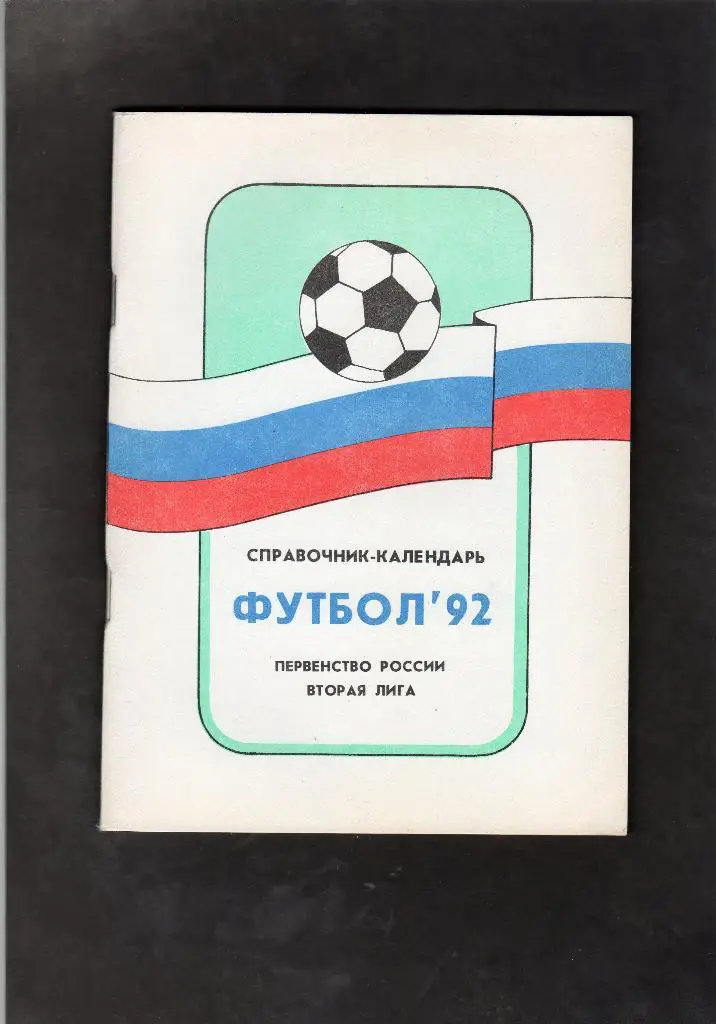 СПРАВОЧНИК-КАЛЕНДАРЬ
ФУТБОЛ'92
ПЕРВЕНСТВО РОССИИ
ВТОРАЯ ЛИГА